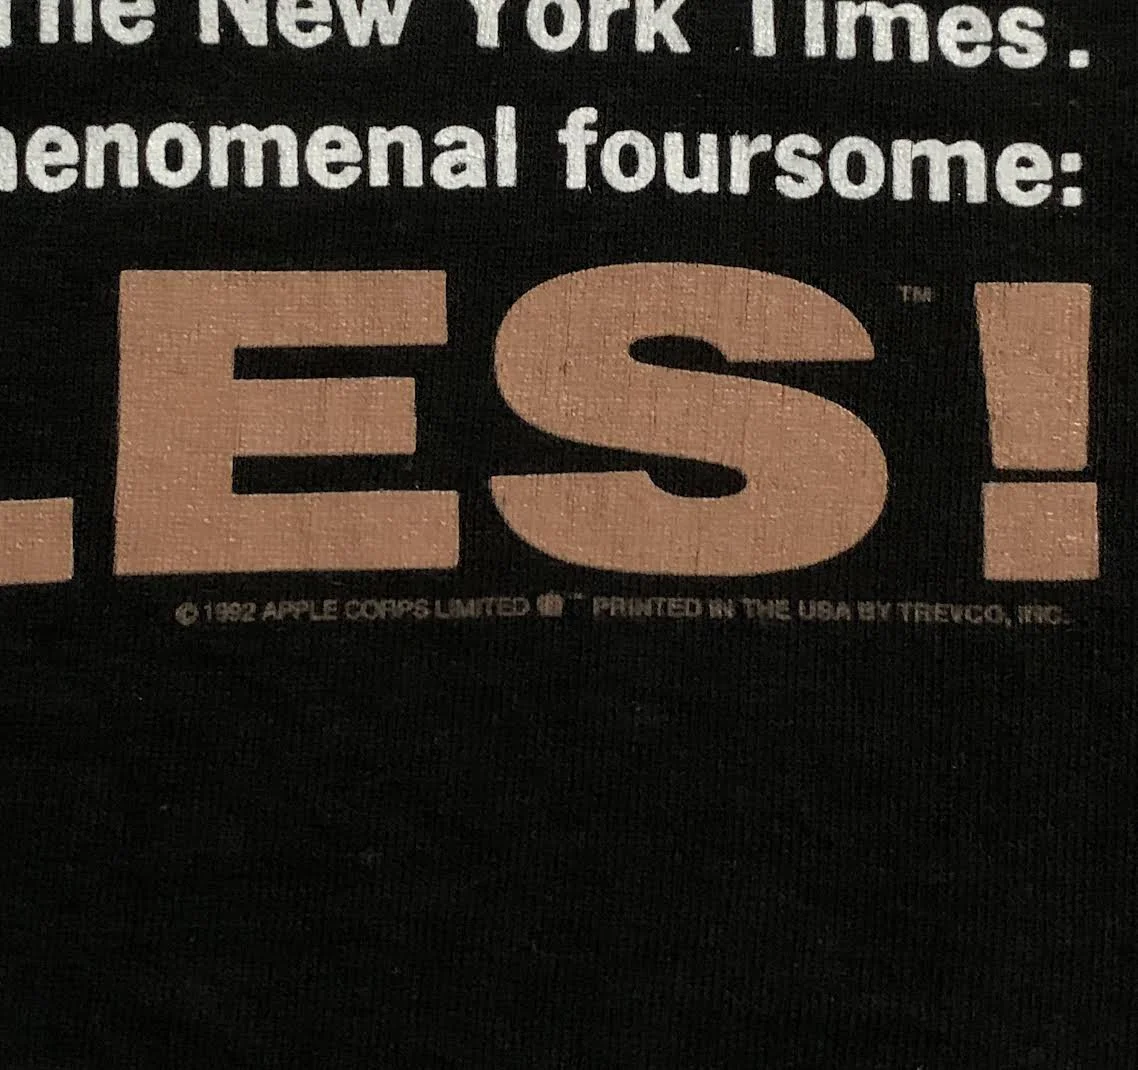 The New York Times.
henomenal foursome:
LES!™
© 1992 APPLE CORPS LIMITED ™ PRINTED IN THE USA BY TREVCO, INC.